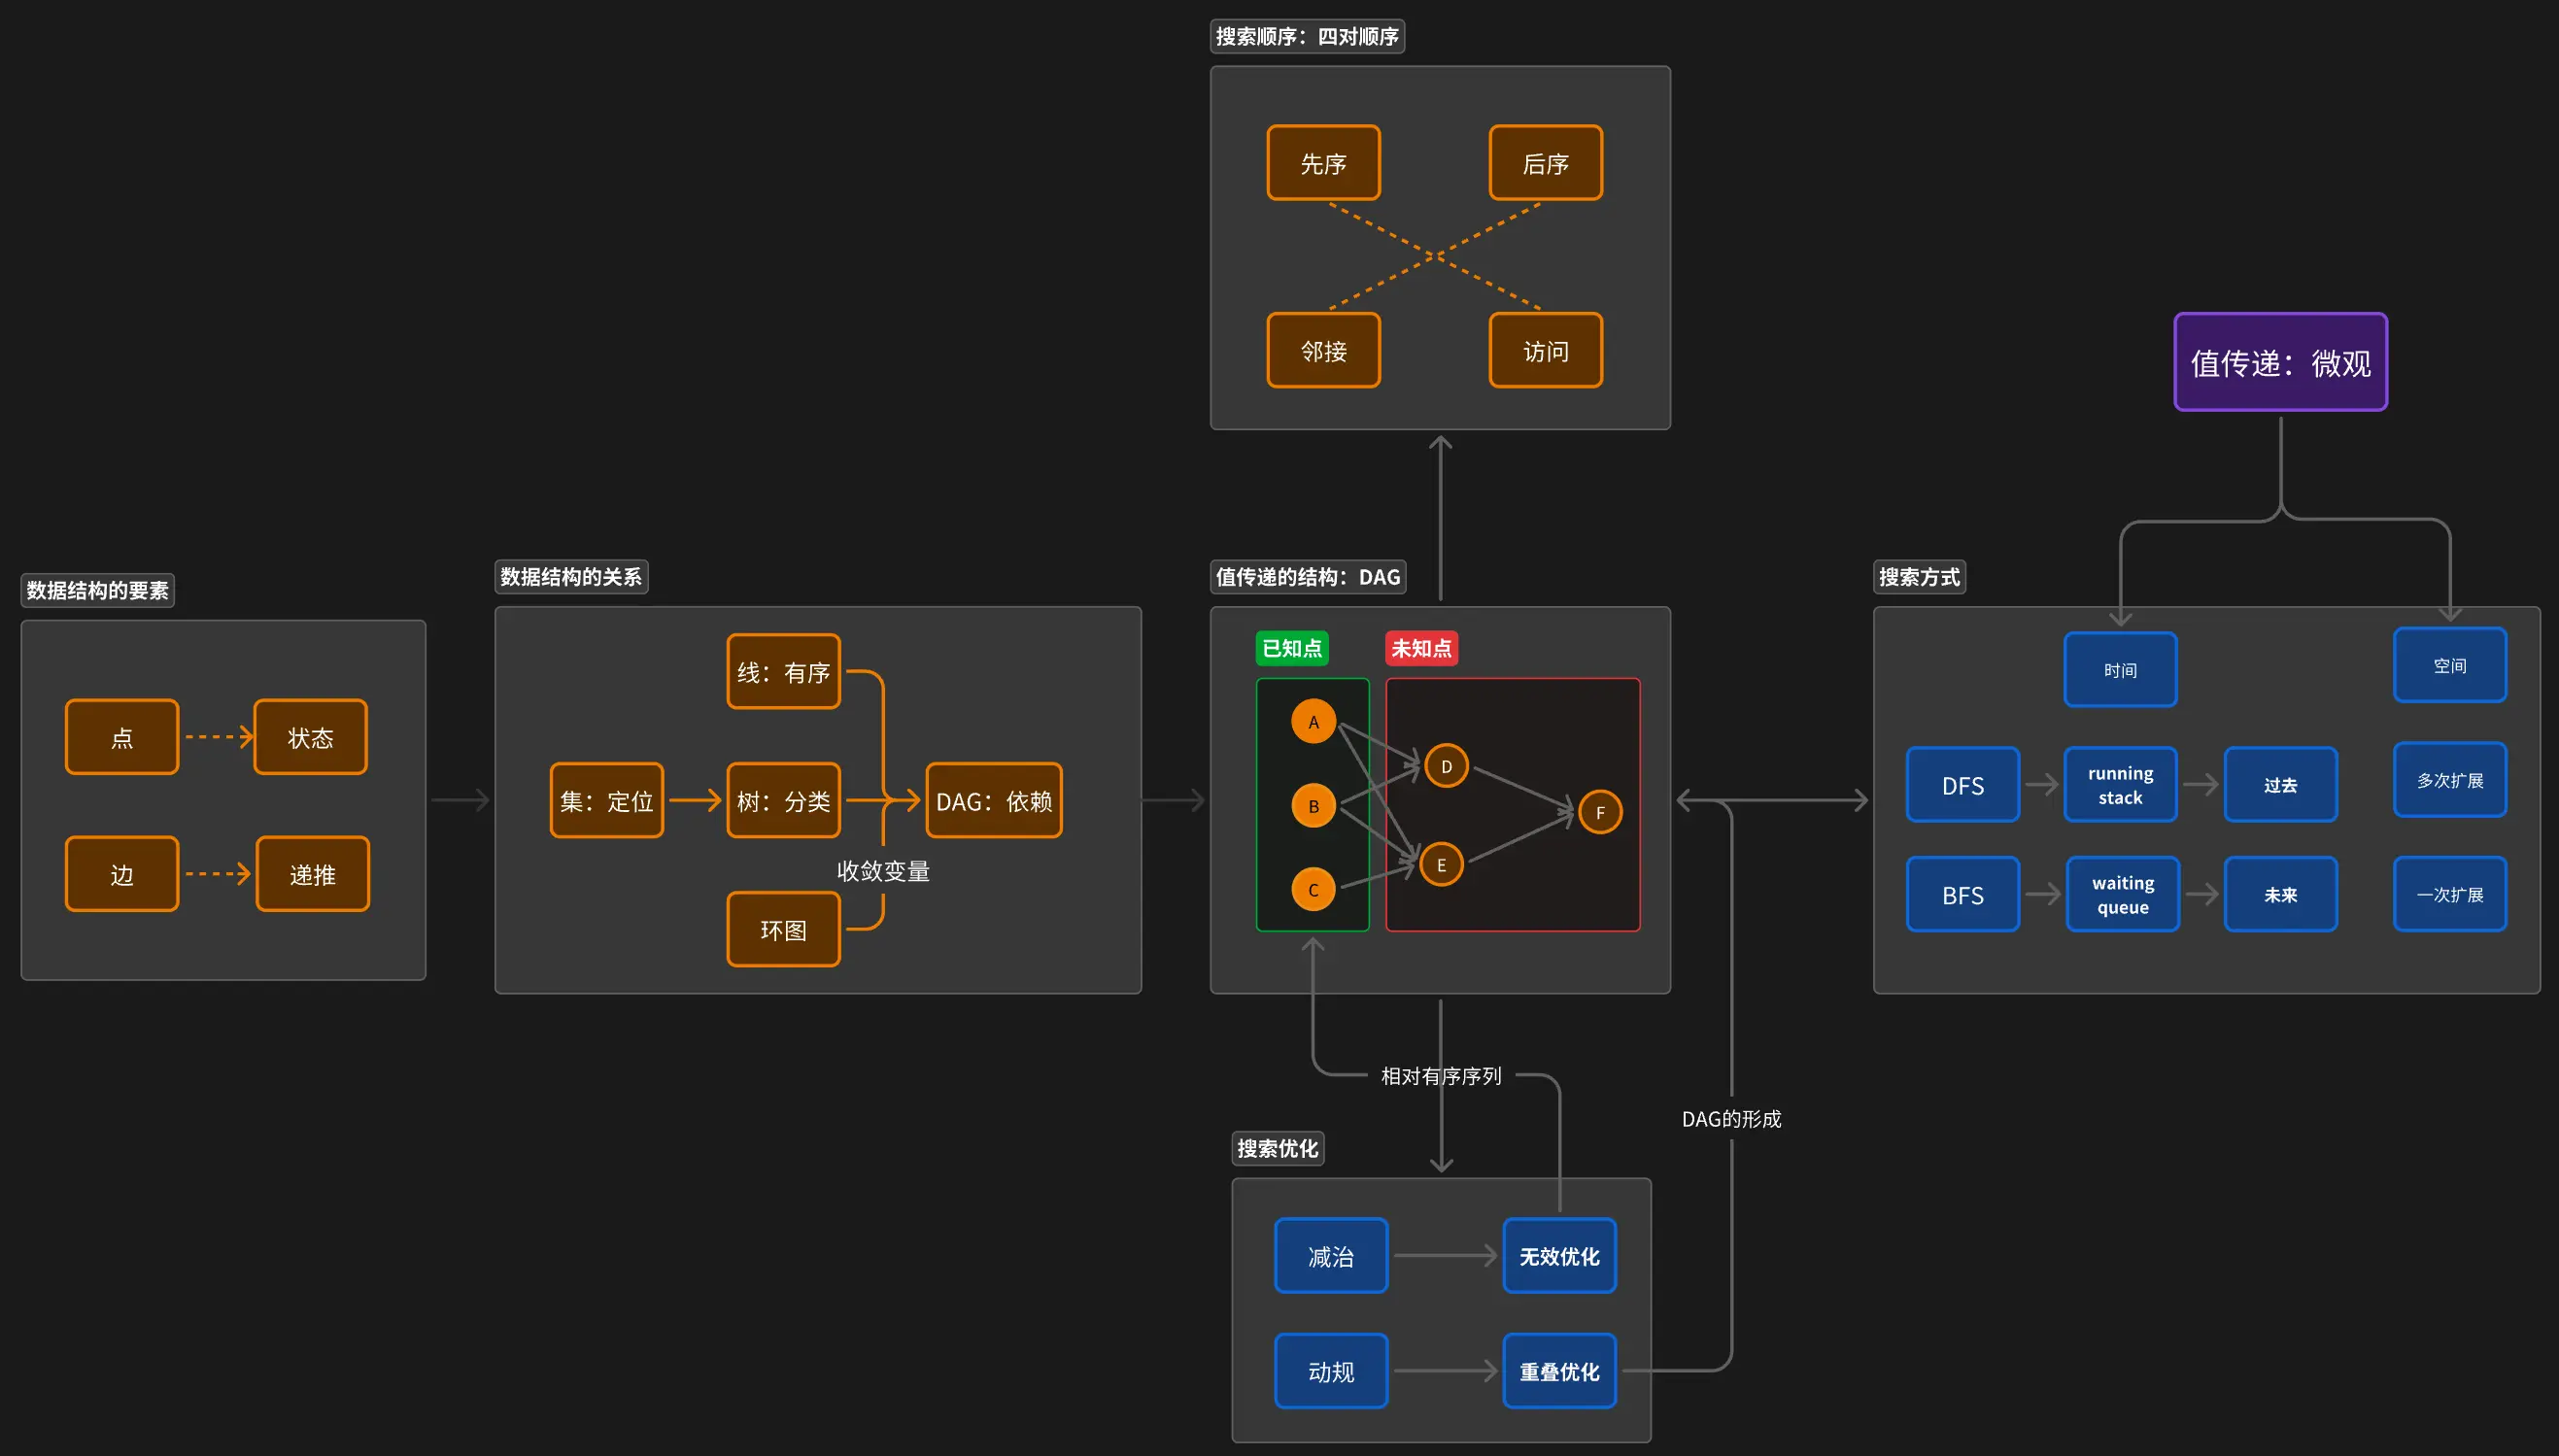 搜索顺序：四对顺序
先序
后序
邻接
访问
值传递：微观
数据结构的要素
点
状态
边
递推
数据结构的关系
线：有序
集：定位
树：分类
DAG：依赖
收敛变量
环图
值传递的结构：DAG
已知点
未知点
A
B
C
D
E
F
搜索方式
时间
空间
DFS
running
stack
过去
多次扩展
BFS
waiting
queue
未来
一次扩展
相对有序序列
DAG的形成
搜索优化
减治
无效优化
动规
重叠优化